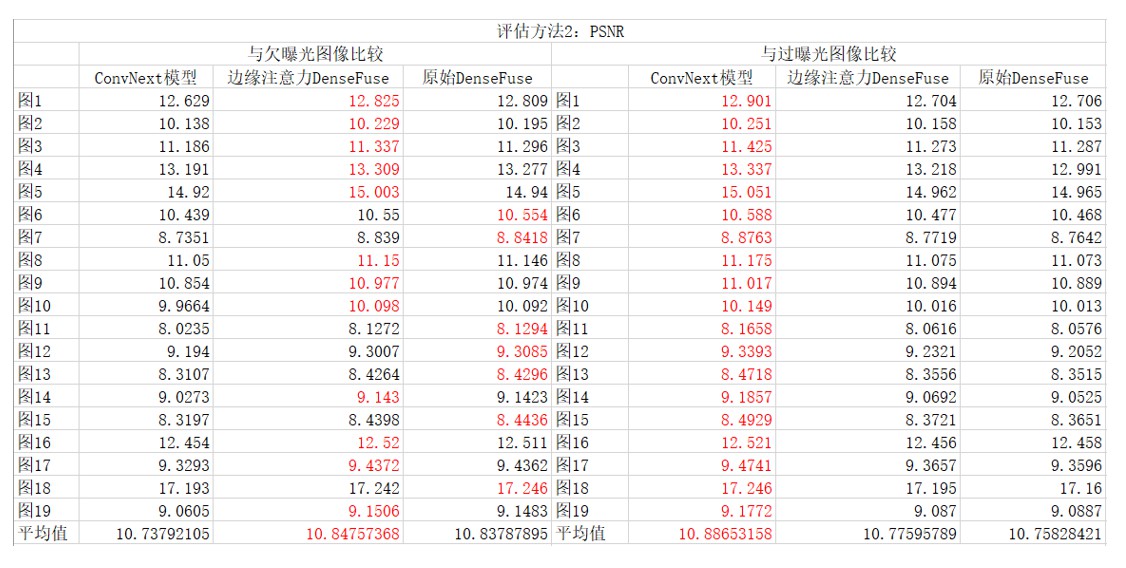 评估方法2：PSNR
与欠曝光图像比较 与过曝光图像比较
ConvNext模型 边缘注意力DenseFuse 原始DenseFuse ConvNext模型 边缘注意力DenseFuse 原始DenseFuse
图1 12.629 12.825 12.809 图1 12.901 12.704 12.706
图2 10.138 10.229 10.195 图2 10.251 10.158 10.153
图3 11.186 11.337 11.296 图3 11.425 11.273 11.287
图4 13.191 13.309 13.277 图4 13.337 13.218 12.991
图5 14.92 15.003 14.94 图5 15.051 14.962 14.965
图6 10.439 10.55 10.554 图6 10.588 10.477 10.468
图7 8.7351 8.839 8.8418 图7 8.8763 8.7719 8.7642
图8 11.05 11.15 11.146 图8 11.175 11.075 11.073
图9 10.854 10.977 10.974 图9 11.017 10.894 10.889
图10 9.9664 10.098 10.092 图10 10.149 10.016 10.013
图11 8.0235 8.1272 8.1294 图11 8.1658 8.0616 8.0576
图12 9.194 9.3007 9.3085 图12 9.3393 9.2321 9.2052
图13 8.3107 8.4264 8.4296 图13 8.4718 8.3556 8.3515
图14 9.0273 9.143 9.1423 图14 9.1857 9.0692 9.0525
图15 8.3197 8.4398 8.4436 图15 8.4929 8.3721 8.3651
图16 12.454 12.52 12.511 图16 12.521 12.456 12.458
图17 9.3293 9.4372 9.4362 图17 9.4741 9.3657 9.3596
图18 17.193 17.242 17.246 图18 17.246 17.195 17.16
图19 9.0605 9.1506 9.1483 图19 9.1772 9.087 9.0887
平均值 10.73792105 10.84757368 10.83787895 平均值 10.88653158 10.77595789 10.75828421